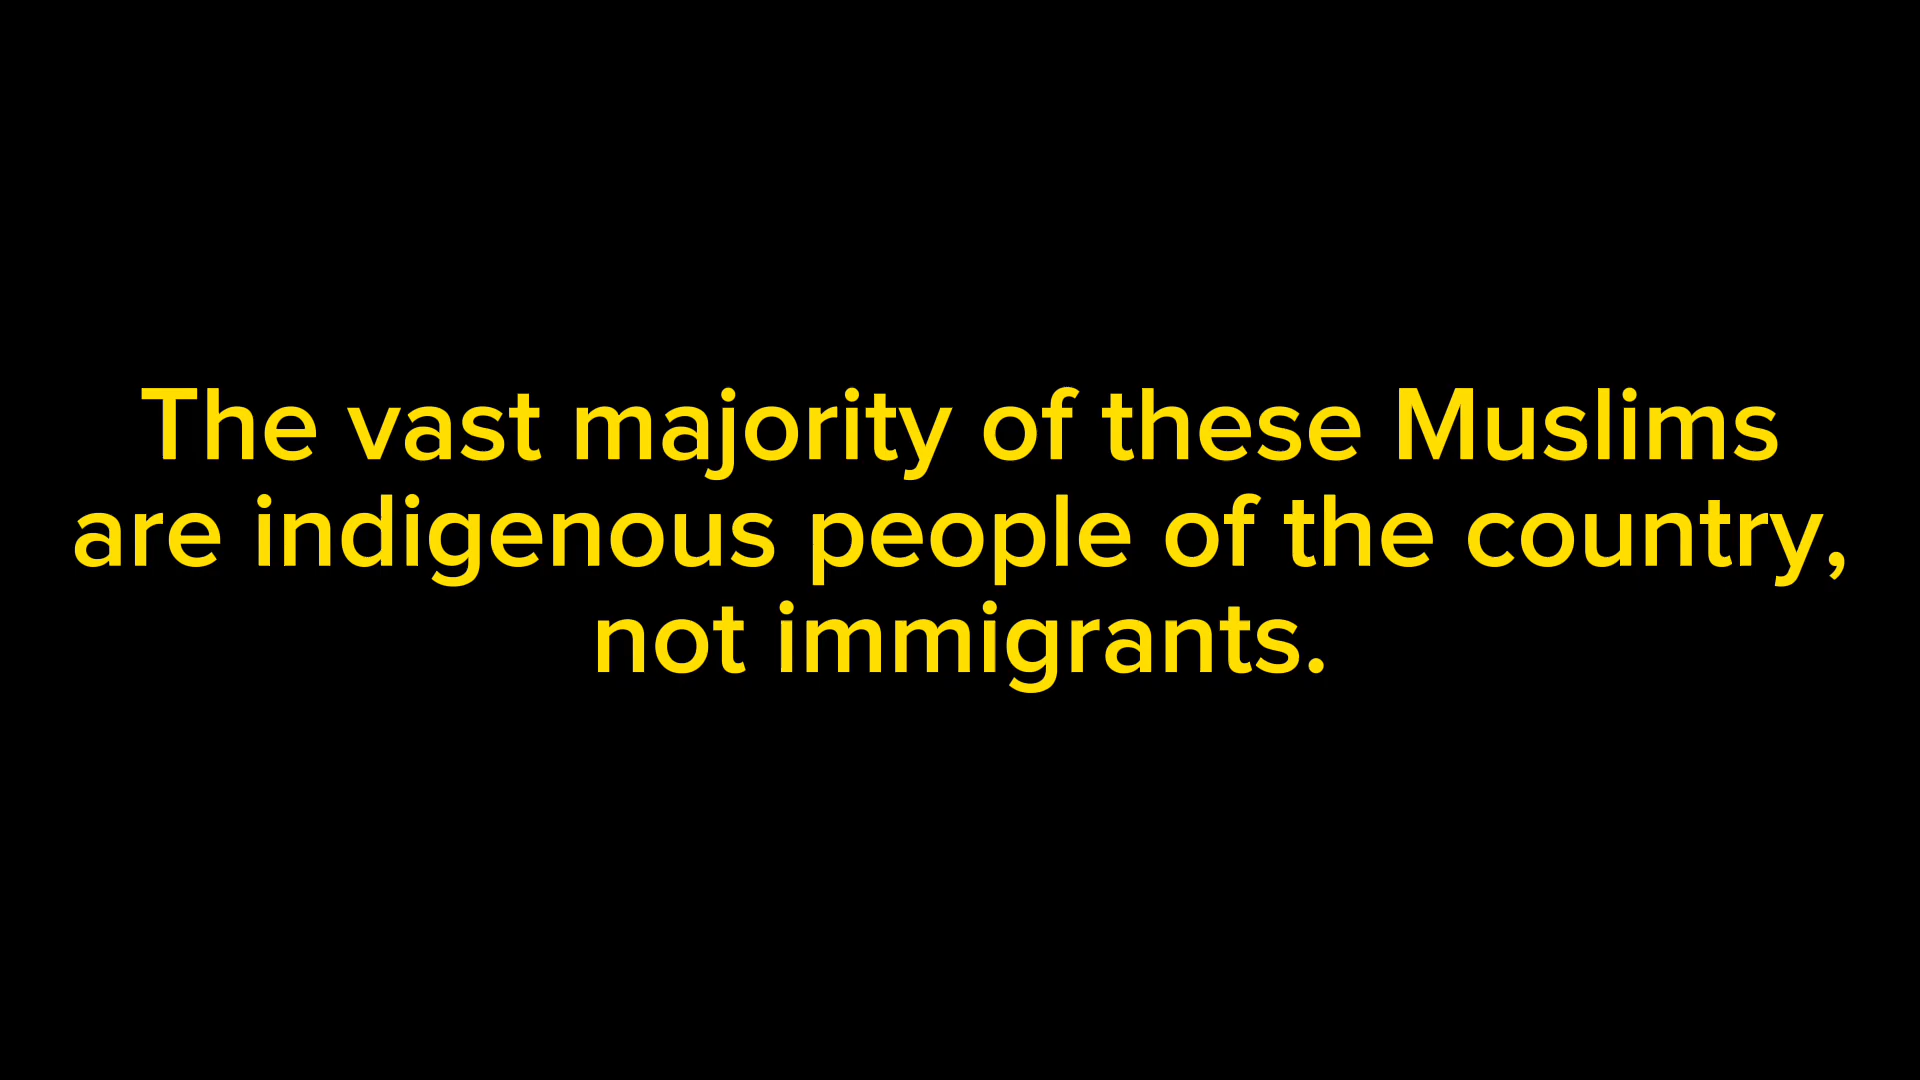 The vast majority of these Muslims
are indigenous people of the country,
not immigrants.